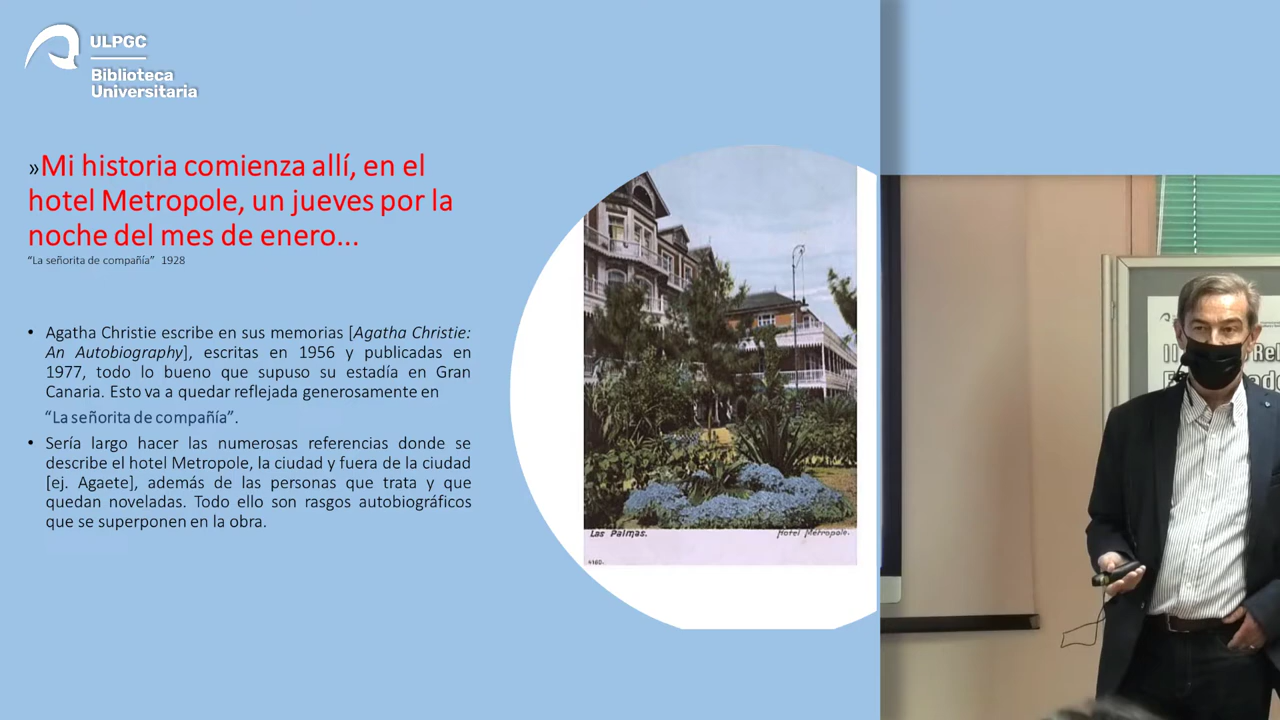 ULPGC
Biblioteca
Universitaria
»Mi historia comienza allí, en el
hotel Metropole, un jueves por la
noche del mes de enero...
“La señorita de compañía” 1928
• Agatha Christie escribe en sus memorias [Agatha Christie:
An Autobiography], escritas en 1956 y publicadas en
1977, todo lo bueno que supuso su estadía en Gran
Canaria. Esto va a quedar reflejada generosamente en
“La señorita de compañía”.
• Sería largo hacer las numerosas referencias donde se
describe el hotel Metropole, la ciudad y fuera de la ciudad
[ej. Agaete], además de las personas que trata y que
quedan noveladas. Todo ello son rasgos autobiográficos
que se superponen en la obra.
Las Palmas.
Hotel Métropole.
4160.